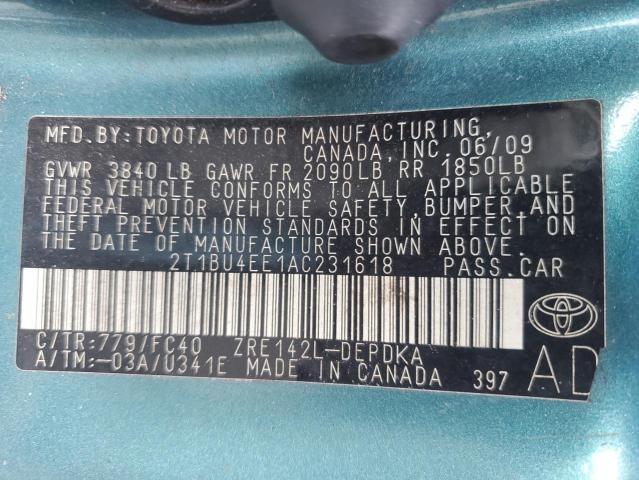 MFD. BY: TOYOTA MOTOR MANUFACTURING,
CANADA, INC. 06/09
GVWR 3840 LB GAWR FR 2090LB RR 1850LB
THIS VEHICLE CONFORMS TO ALL APPLICABLE
FEDERAL MOTOR VEHICLE SAFETY, BUMPER, AND
THEFT PREVENTION STANDARDS IN EFFECT ON
THE DATE OF MANUFACTURE SHOWN ABOVE.
2T1BU4EE1AC231618 PASS. CAR
C/TR: 779/FC40 ZRE142L-DEPDKA
A/TM: -03A/U341E MADE IN CANADA 397 AD